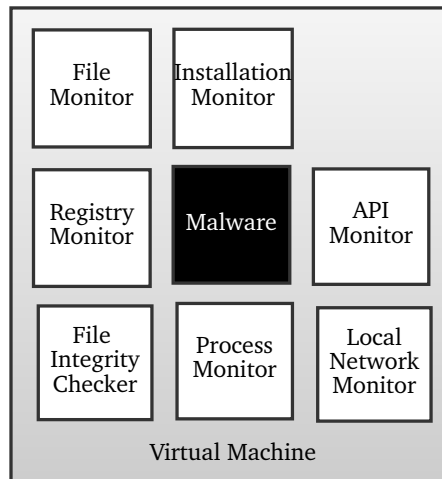 File
Monitor
Installation
Monitor
Registry
Monitor
Malware
API
Monitor
File
Integrity
Checker
Process
Monitor
Local
Network
Monitor
Virtual Machine